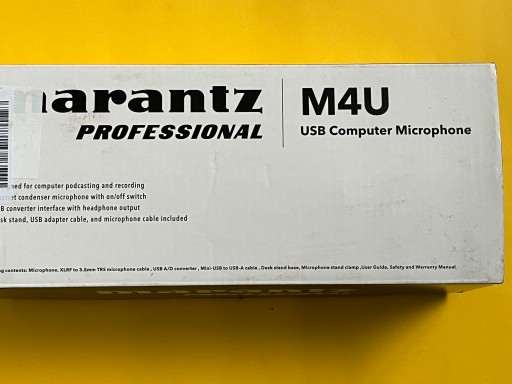 marantz
PROFESSIONAL
M4U
USB Computer Microphone
for computer podcasting and recording
condenser microphone with on/off switch
converter interface with headphone output
stand, USB adapter cable, and microphone cable included
contents: Microphone, XLRF to 3.5mm TRS microphone cable , USB A/D converter , Mini-USB to USB-A cable , Desk stand base, Microphone stand clamp ,User Guide, Safety and Warranty Manual
marantz